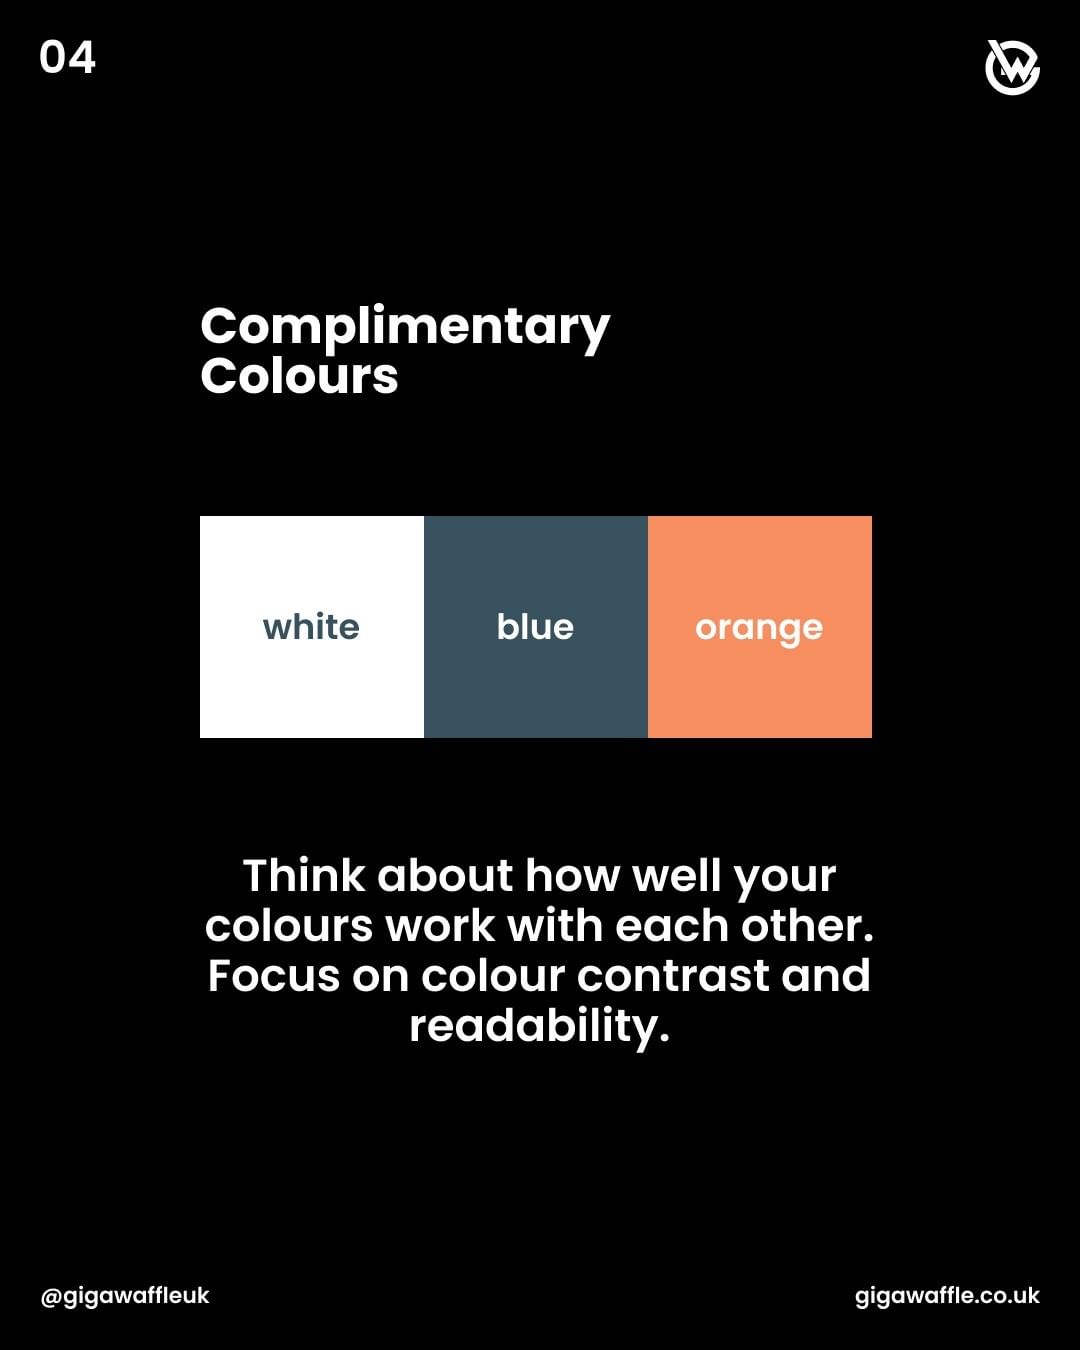 04
Complimentary
Colours
white
blue
orange
Think about how well your
colours work with each other.
Focus on colour contrast and
readability.
@gigawaffleuk
gigawaffle.co.uk